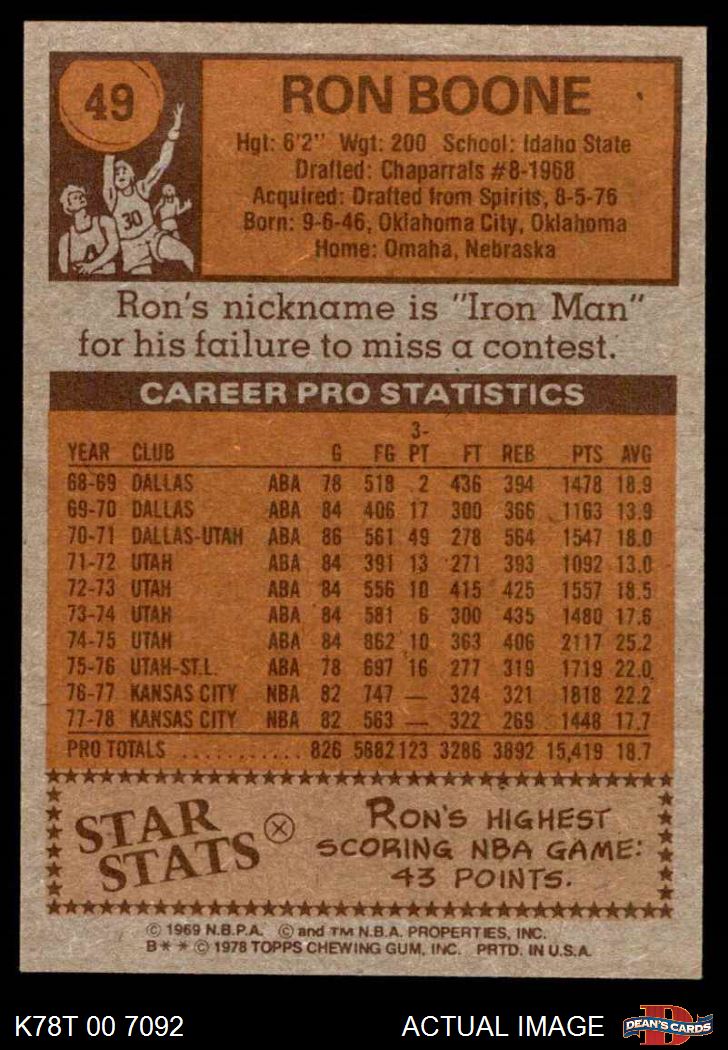 49
30
RON BOONE
Hgt: 6'2" Wgt: 200 School: Idaho State
Drafted: Chaparrals #8-1968
Acquired: Drafted from Spirits, 8-5-76
Born: 9-6-46, Oklahoma City, Oklahoma
Home: Omaha, Nebraska
Ron's nickname is "Iron Man"
for his failure to miss a contest.
CAREER PRO STATISTICS
YEAR CLUB G FG 3-PT FT REB PTS AVG
68-69 DALLAS ABA 78 518 2 436 394 1478 18.9
69-70 DALLAS ABA 84 406 17 300 366 1163 13.9
70-71 DALLAS-UTAH ABA 86 561 49 278 564 1547 18.0
71-72 UTAH ABA 84 391 13 271 393 1092 13.0
72-73 UTAH ABA 84 556 10 415 425 1557 18.5
73-74 UTAH ABA 84 581 6 300 435 1480 17.6
74-75 UTAH ABA 84 862 10 363 406 2117 25.2
75-76 UTAH-ST.L. ABA 78 697 16 277 319 1719 22.0
76-77 KANSAS CITY NBA 82 747 — 324 321 1818 22.2
77-78 KANSAS CITY NBA 82 563 — 322 269 1448 17.7
PRO TOTALS ........... 826 5882 123 3286 3892 15,419 18.7
STAR
STATS
RON'S HIGHEST
SCORING NBA GAME:
43 POINTS.
© 1969 N.B.P.A. © and TM N.B.A. PROPERTIES, INC.
B** © 1978 TOPPS CHEWING GUM, INC. PRTD. IN U.S.A.
K78T 00 7092 ACTUAL IMAGE
D
DEAN'S CARDS